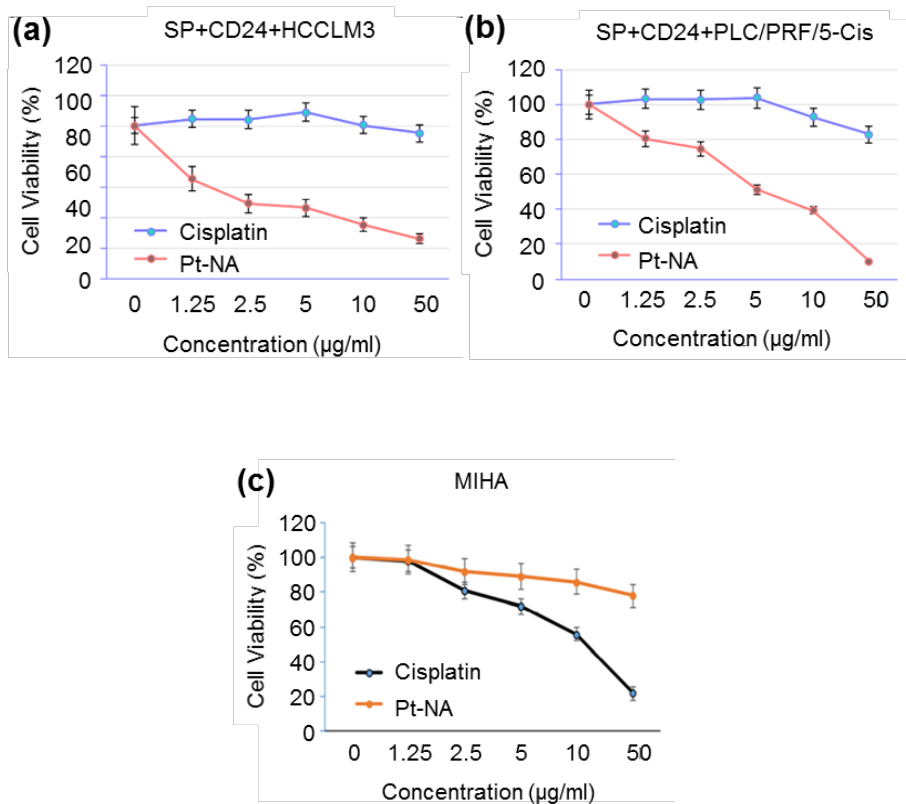 (a)
SP+CD24+HCCLM3
120
100
80
60
40
20
0
Cell Viability (%)
Cisplatin
Pt-NA
0 1.25 2.5 5 10 50
Concentration (µg/ml)
(b)
SP+CD24+PLC/PRF/5-Cis
120
100
80
60
40
20
0
Cell Viability (%)
Cisplatin
Pt-NA
0 1.25 2.5 5 10 50
Concentration (µg/ml)
(c)
MIHA
120
100
80
60
40
20
0
Cell Viability (%)
Cisplatin
Pt-NA
0 1.25 2.5 5 10 50
Concentration (µg/ml)